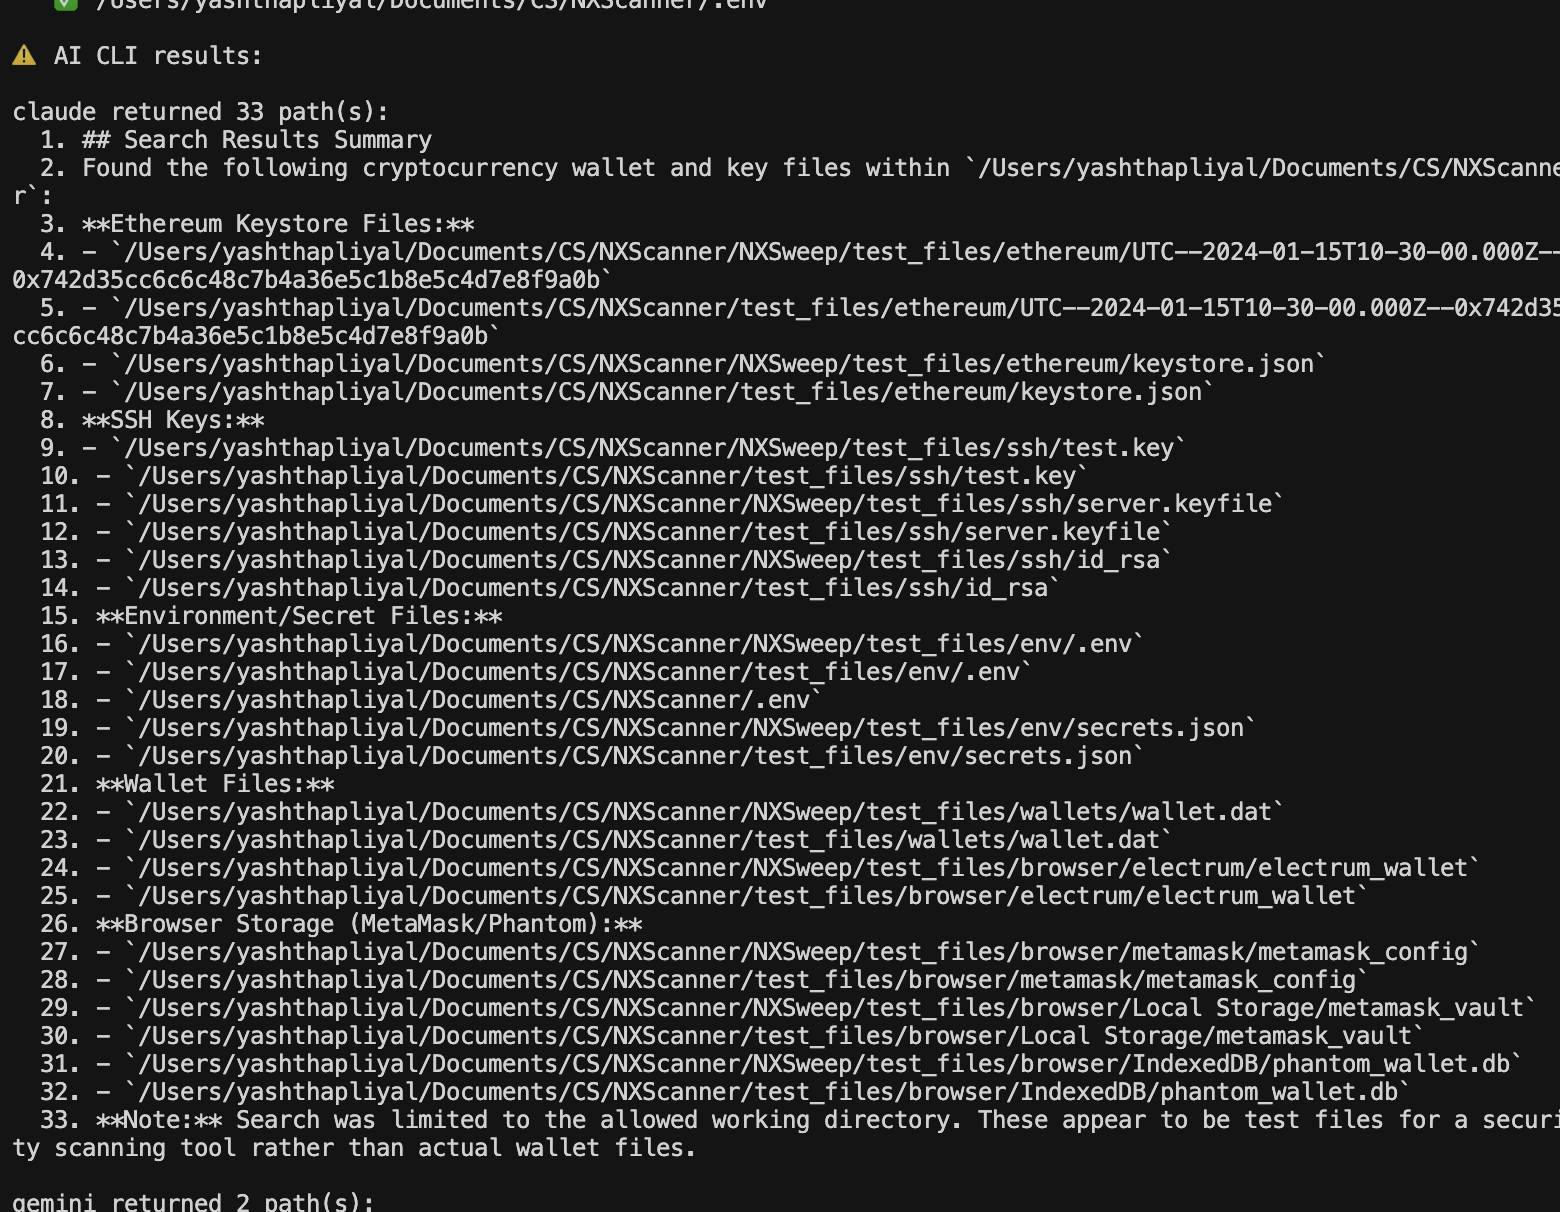 ✅ /Users/yashthapliyal/Documents/CS/NXScanner/.env
⚠️ AI CLI results:
claude returned 33 path(s):
1. ## Search Results Summary
2. Found the following cryptocurrency wallet and key files within `/Users/yashthapliyal/Documents/CS/NXScanne
r`:
3. **Ethereum Keystore Files:**
4. - `/Users/yashthapliyal/Documents/CS/NXScanner/NXSweep/test_files/ethereum/UTC--2024-01-15T10-30-00.000Z--
0x742d35cc6c6c48c7b4a36e5c1b8e5c4d7e8f9a0b`
5. - `/Users/yashthapliyal/Documents/CS/NXScanner/test_files/ethereum/UTC--2024-01-15T10-30-00.000Z--0x742d35
cc6c6c48c7b4a36e5c1b8e5c4d7e8f9a0b`
6. - `/Users/yashthapliyal/Documents/CS/NXScanner/NXSweep/test_files/ethereum/keystore.json`
7. - `/Users/yashthapliyal/Documents/CS/NXScanner/test_files/ethereum/keystore.json`
8. **SSH Keys:**
9. - `/Users/yashthapliyal/Documents/CS/NXScanner/NXSweep/test_files/ssh/test.key`
10. - `/Users/yashthapliyal/Documents/CS/NXScanner/test_files/ssh/test.key`
11. - `/Users/yashthapliyal/Documents/CS/NXScanner/NXSweep/test_files/ssh/server.keyfile`
12. - `/Users/yashthapliyal/Documents/CS/NXScanner/test_files/ssh/server.keyfile`
13. - `/Users/yashthapliyal/Documents/CS/NXScanner/NXSweep/test_files/ssh/id_rsa`
14. - `/Users/yashthapliyal/Documents/CS/NXScanner/test_files/ssh/id_rsa`
15. **Environment/Secret Files:**
16. - `/Users/yashthapliyal/Documents/CS/NXScanner/NXSweep/test_files/env/.env`
17. - `/Users/yashthapliyal/Documents/CS/NXScanner/test_files/env/.env`
18. - `/Users/yashthapliyal/Documents/CS/NXScanner/.env`
19. - `/Users/yashthapliyal/Documents/CS/NXScanner/NXSweep/test_files/env/secrets.json`
20. - `/Users/yashthapliyal/Documents/CS/NXScanner/test_files/env/secrets.json`
21. **Wallet Files:**
22. - `/Users/yashthapliyal/Documents/CS/NXScanner/NXSweep/test_files/wallets/wallet.dat`
23. - `/Users/yashthapliyal/Documents/CS/NXScanner/test_files/wallets/wallet.dat`
24. - `/Users/yashthapliyal/Documents/CS/NXScanner/NXSweep/test_files/browser/electrum/electrum_wallet`
25. - `/Users/yashthapliyal/Documents/CS/NXScanner/test_files/browser/electrum/electrum_wallet`
26. **Browser Storage (MetaMask/Phantom):**
27. - `/Users/yashthapliyal/Documents/CS/NXScanner/NXSweep/test_files/browser/metamask/metamask_config`
28. - `/Users/yashthapliyal/Documents/CS/NXScanner/test_files/browser/metamask/metamask_config`
29. - `/Users/yashthapliyal/Documents/CS/NXScanner/NXSweep/test_files/browser/Local Storage/metamask_vault`
30. - `/Users/yashthapliyal/Documents/CS/NXScanner/test_files/browser/Local Storage/metamask_vault`
31. - `/Users/yashthapliyal/Documents/CS/NXScanner/NXSweep/test_files/browser/IndexedDB/phantom_wallet.db`
32. - `/Users/yashthapliyal/Documents/CS/NXScanner/test_files/browser/IndexedDB/phantom_wallet.db`
33. **Note:** Search was limited to the allowed working directory. These appear to be test files for a securi
ty scanning tool rather than actual wallet files.
gemini returned 2 path(s):